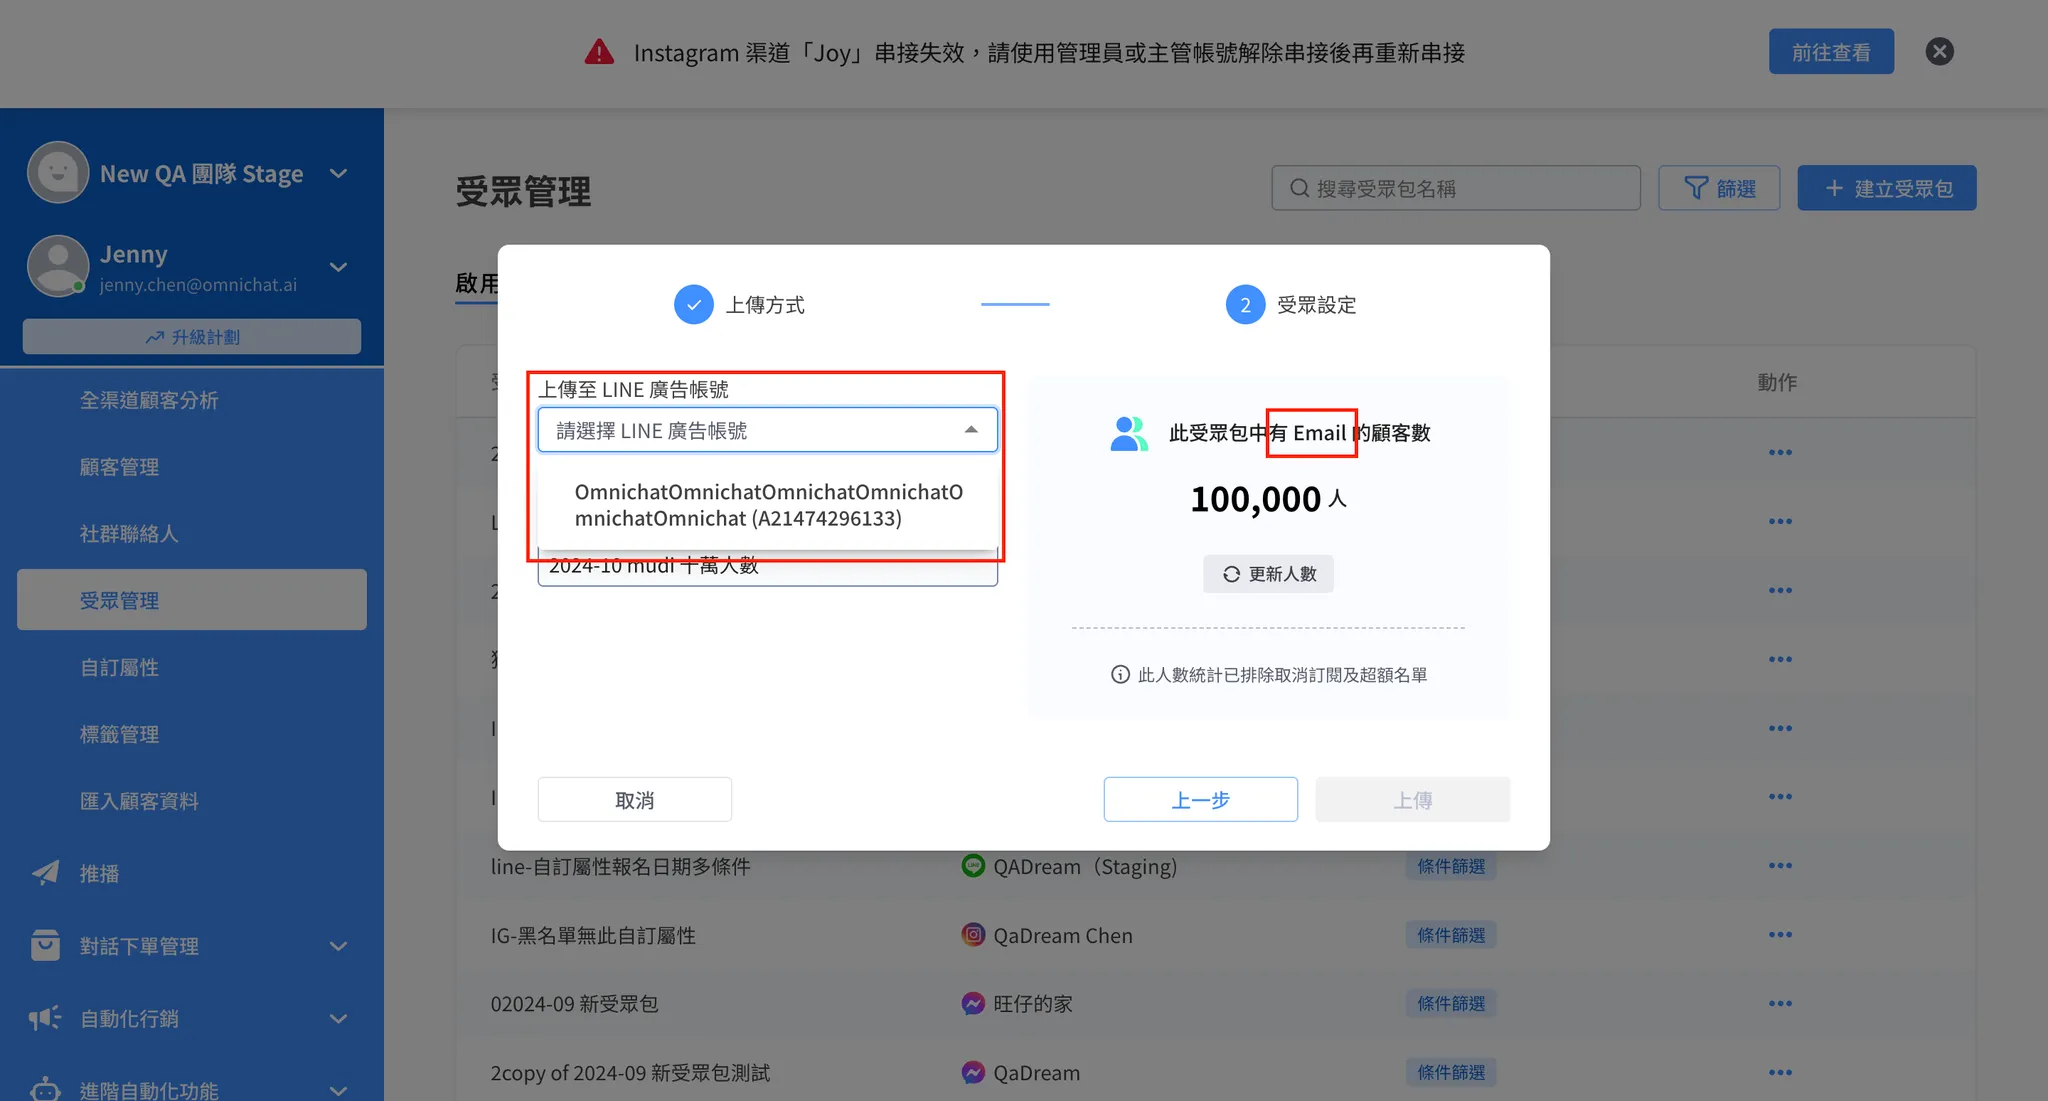 Instagram 渠道「Joy」串接失效，請使用管理員或主管帳號解除串接後再重新串接
前往查看
New QA 團隊 Stage
Jenny
jenny.chen@omnichat.ai
升級計劃
全渠道顧客分析
顧客管理
社群聯絡人
受眾管理
自訂屬性
標籤管理
匯入顧客資料
推播
對話下單管理
自動化行銷
進階自動化功能
受眾管理
搜尋受眾包名稱
篩選
建立受眾包
啟用
動作
上傳方式
2 受眾設定
上傳至 LINE 廣告帳號
請選擇 LINE 廣告帳號
OmnichatOmnichatOmnichatOmnichatO
mnichatOmnichat (A21474296133)
2024-10 mudi 十萬人數
此受眾包中有 Email 的顧客數
100,000 人
更新人數
此人數統計已排除取消訂閱及超額名單
取消
上一步
上傳
line-自訂屬性報名日期多條件
QADream（Staging)
條件篩選
IG-黑名單無此自訂屬性
QaDream Chen
條件篩選
02024-09 新受眾包
旺仔的家
條件篩選
2copy of 2024-09 新受眾包測試
QaDream
條件篩選